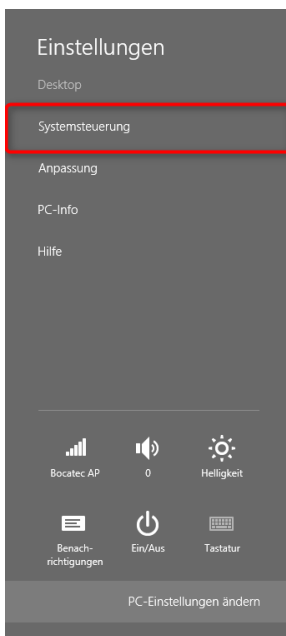 Einstellungen
Desktop
Systemsteuerung
Anpassung
PC-Info
Hilfe
Bocatec AP
0
Helligkeit
Benach-
richtigungen
Ein/Aus
Tastatur
PC-Einstellungen ändern